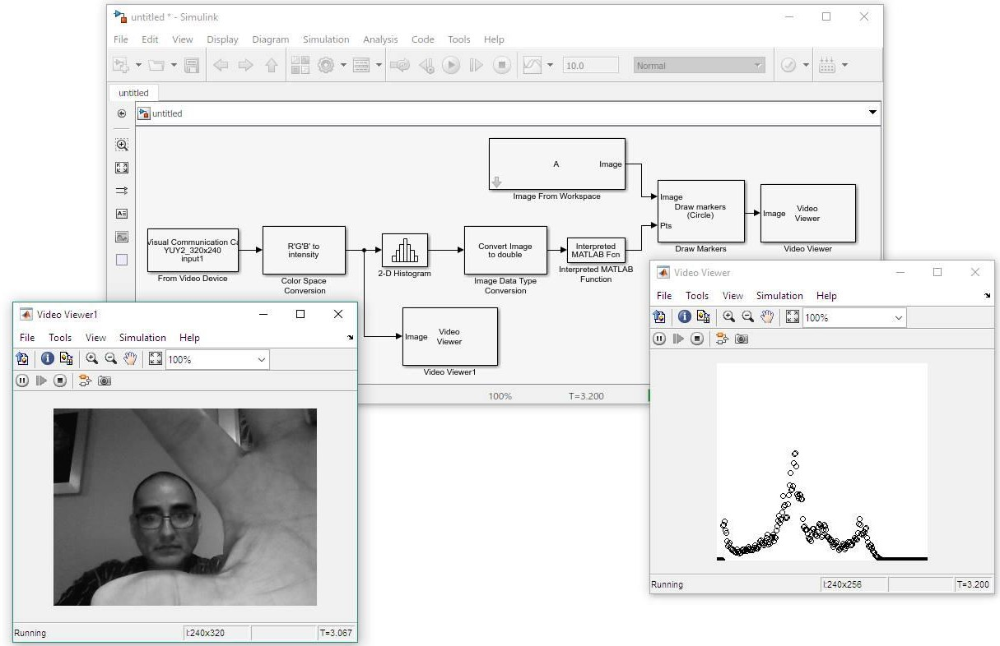 untitled * - Simulink
File Edit View Display Diagram Simulation Analysis Code Tools Help
10.0 Normal
untitled
untitled
A
Image
Image From Workspace
Image
Draw markers
(Circle)
Pts
Draw Markers
Image
Video
Viewer
Video Viewer
Visual Communication Ca
YUY2_320x240
input1
From Video Device
R'G'B' to
intensity
Color Space
Conversion
2-D Histogram
Convert Image
to double
Image Data Type
Conversion
Interpreted
MATLAB Fcn
Interpreted MATLAB
Function
Image
Video
Viewer
Video Viewer1
100% T=3.200
Video Viewer1
File Tools View Simulation Help
100%
Running I:240x320 T=3.067
Video Viewer
File Tools View Simulation Help
100%
Running I:240x256 T=3.200